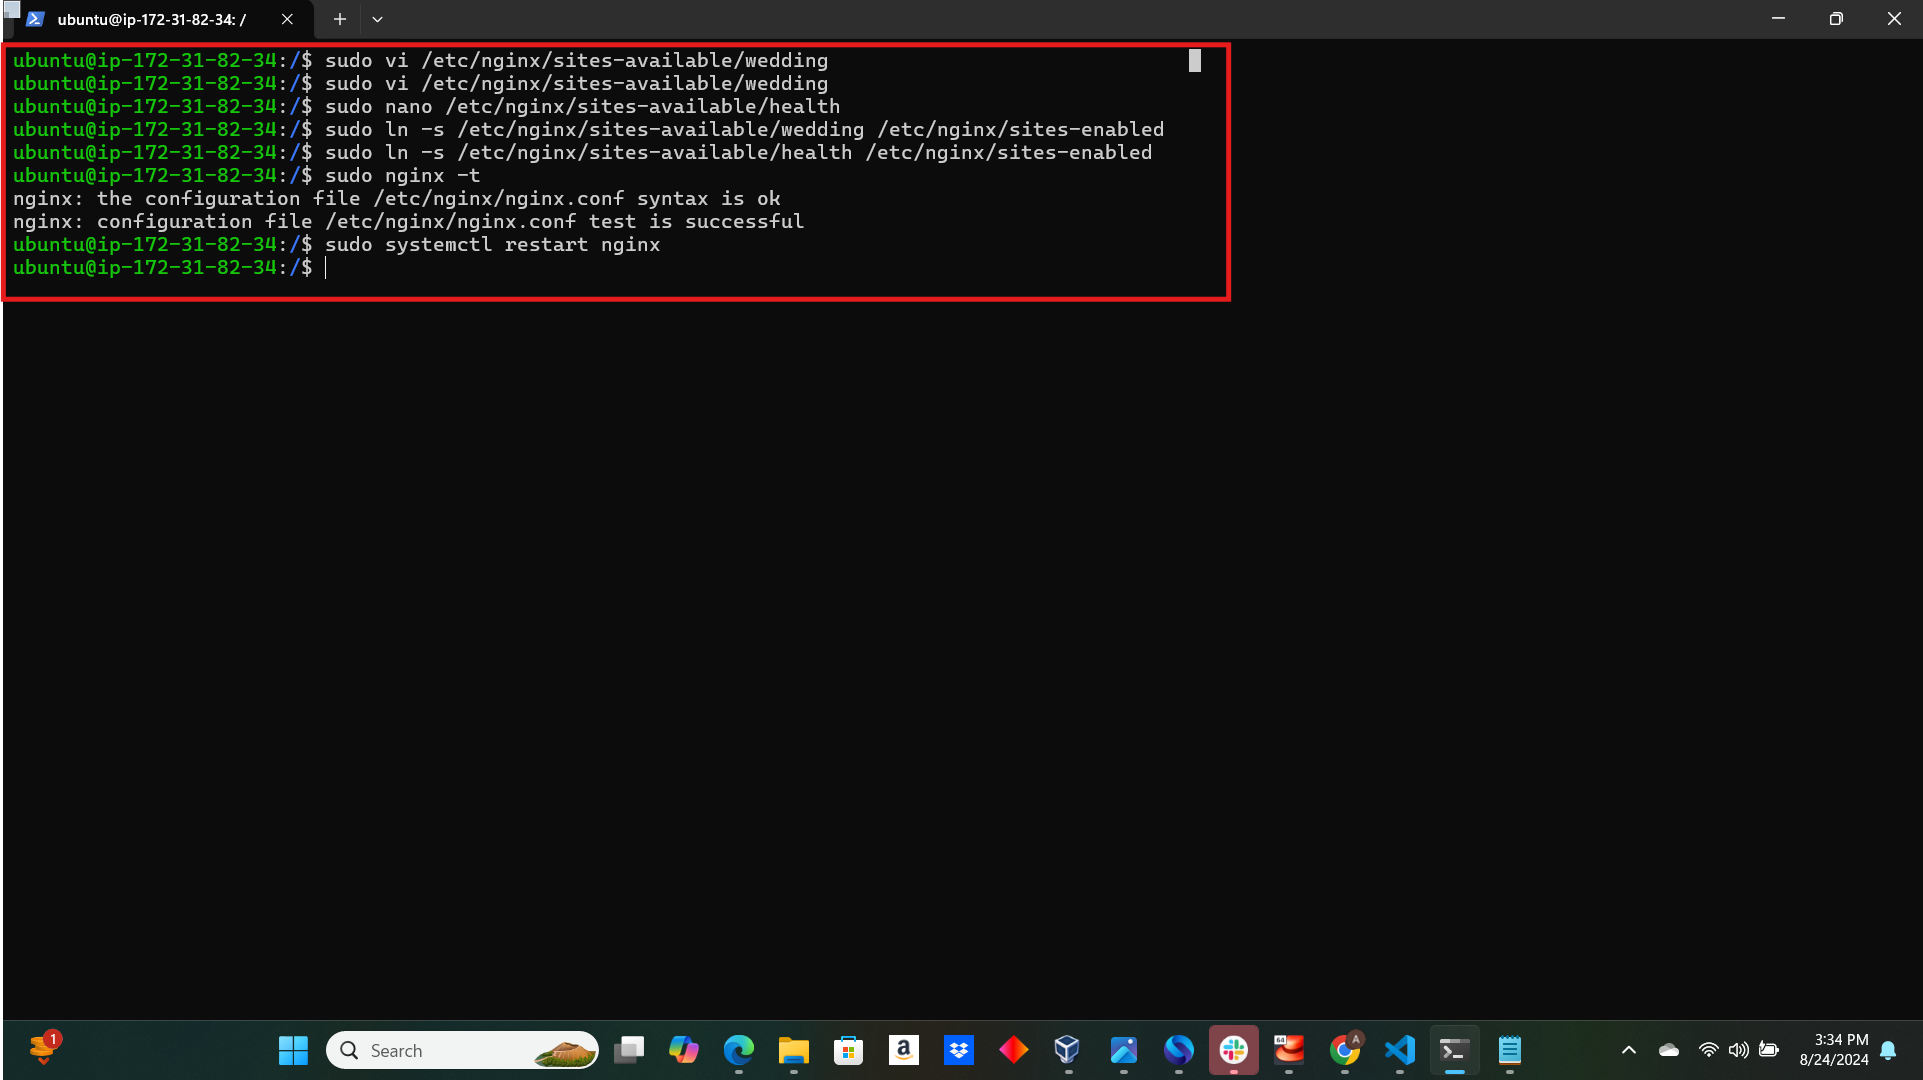 ubuntu@ip-172-31-82-34: /
ubuntu@ip-172-31-82-34:/$ sudo vi /etc/nginx/sites-available/wedding
ubuntu@ip-172-31-82-34:/$ sudo vi /etc/nginx/sites-available/wedding
ubuntu@ip-172-31-82-34:/$ sudo nano /etc/nginx/sites-available/health
ubuntu@ip-172-31-82-34:/$ sudo ln -s /etc/nginx/sites-available/wedding /etc/nginx/sites-enabled
ubuntu@ip-172-31-82-34:/$ sudo ln -s /etc/nginx/sites-available/health /etc/nginx/sites-enabled
ubuntu@ip-172-31-82-34:/$ sudo nginx -t
nginx: the configuration file /etc/nginx/nginx.conf syntax is ok
nginx: configuration file /etc/nginx/nginx.conf test is successful
ubuntu@ip-172-31-82-34:/$ sudo systemctl restart nginx
ubuntu@ip-172-31-82-34:/$
1
Search
a
64
A
3:34 PM
8/24/2024